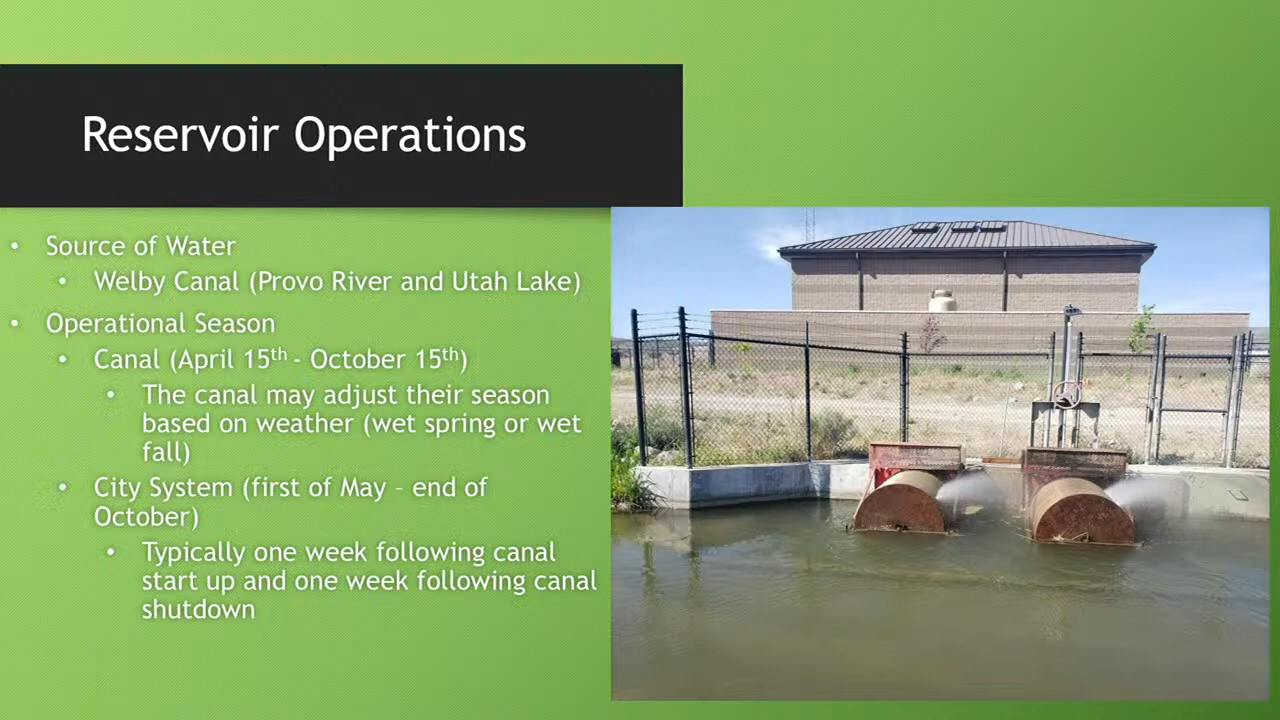 Reservoir Operations
• Source of Water
• Welby Canal (Provo River and Utah Lake)
• Operational Season
• Canal (April 15th - October 15th)
• The canal may adjust their season
based on weather (wet spring or wet
fall)
• City System (first of May – end of
October)
• Typically one week following canal
start up and one week following canal
shutdown